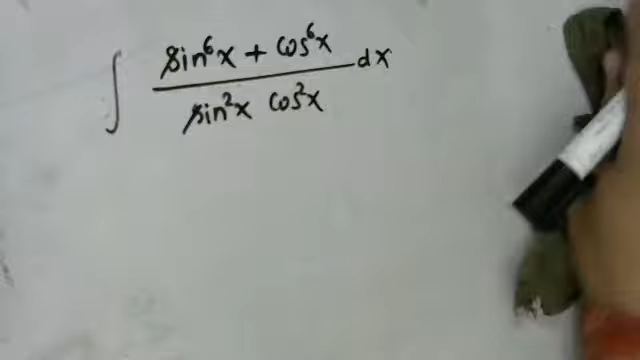 ∫ sin⁶x + cos⁶x dx
sin²x cos²x